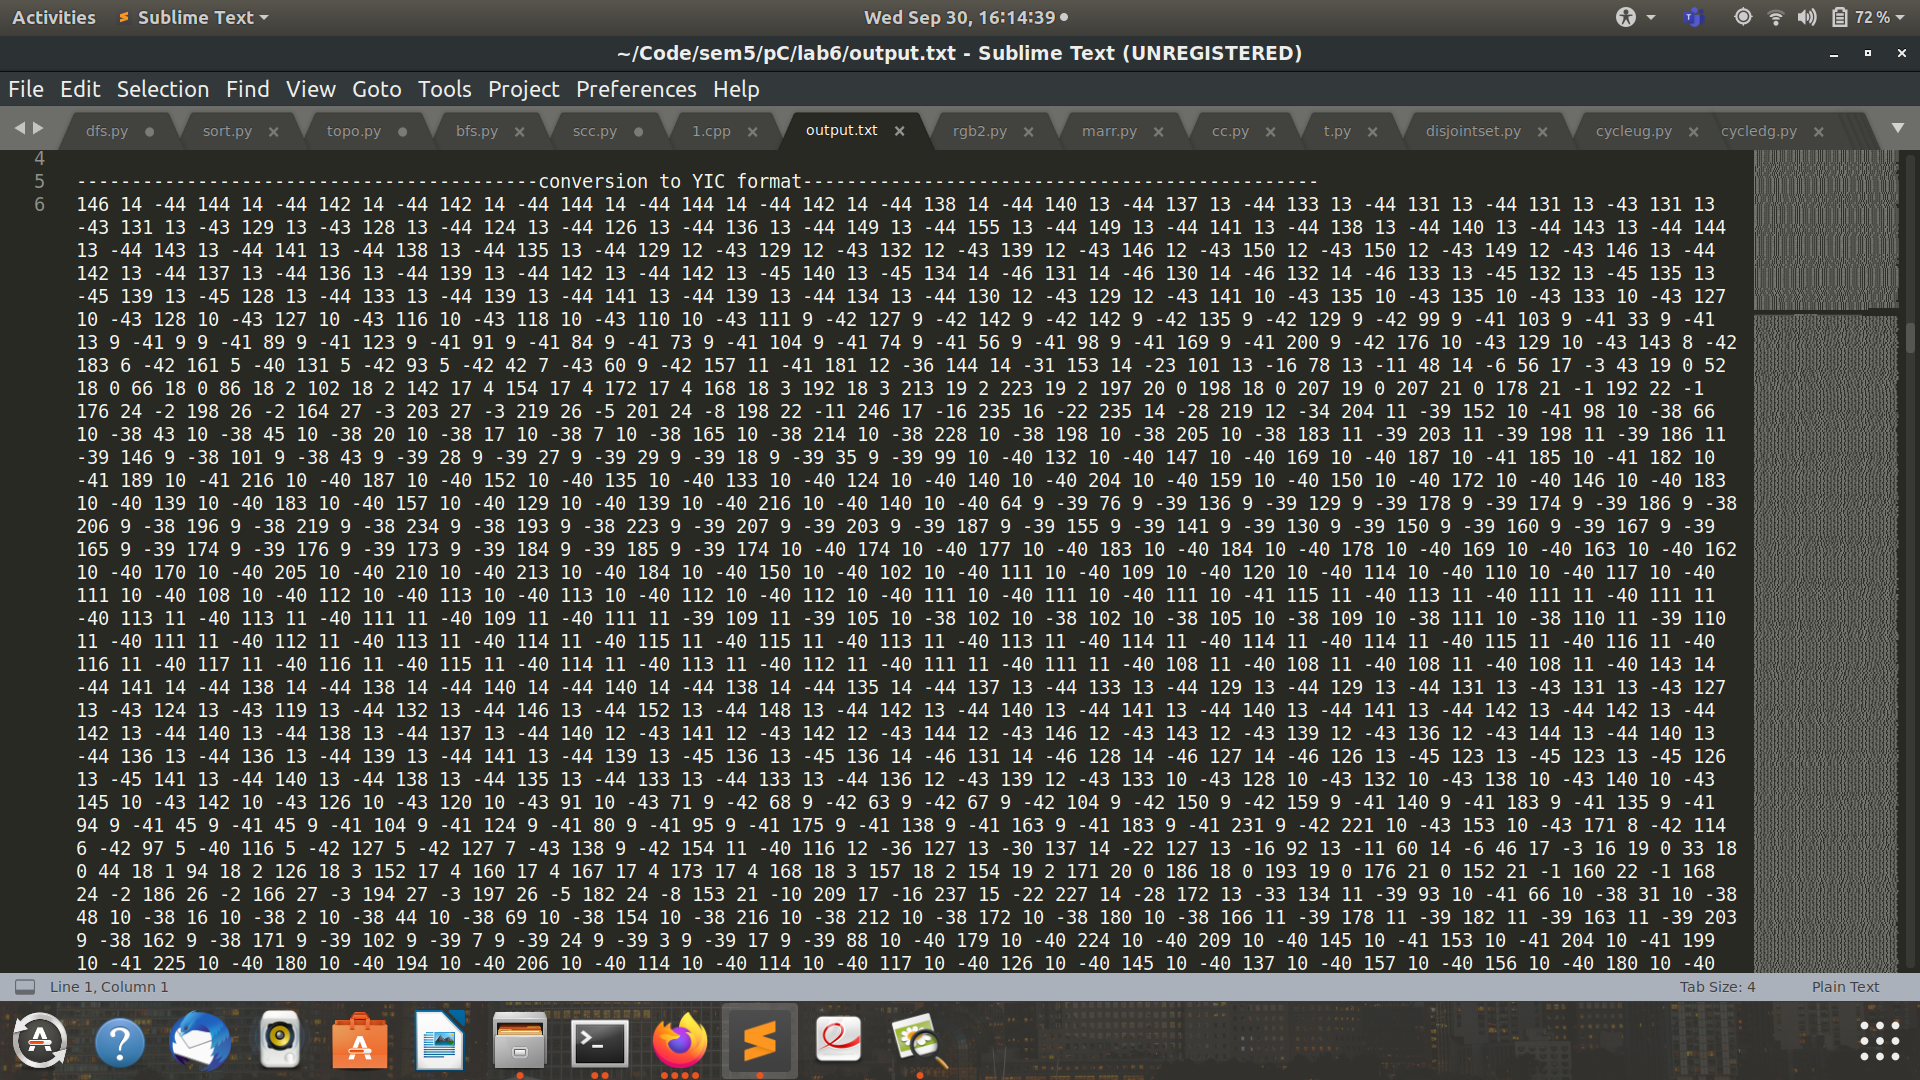 Activities Sublime Text Wed Sep 30, 16:14:39 72 %
~/Code/sem5/pC/lab6/output.txt - Sublime Text (UNREGISTERED)
File Edit Selection Find View Goto Tools Project Preferences Help
dfs.py sort.py topo.py bfs.py scc.py 1.cpp output.txt rgb2.py marr.py cc.py t.py disjointset.py cycleug.py cycledg.py
4
5 ------------------------------------------conversion to YIC format-----------------------------------------------
6 146 14 -44 144 14 -44 142 14 -44 142 14 -44 144 14 -44 144 14 -44 142 14 -44 138 14 -44 140 13 -44 137 13 -44 133 13 -44 131 13 -44 131 13 -43 131 13
-43 131 13 -43 129 13 -43 128 13 -44 124 13 -44 126 13 -44 136 13 -44 149 13 -44 155 13 -44 149 13 -44 141 13 -44 138 13 -44 140 13 -44 143 13 -44 144
13 -44 143 13 -44 141 13 -44 138 13 -44 135 13 -44 129 12 -43 129 12 -43 132 12 -43 139 12 -43 146 12 -43 150 12 -43 150 12 -43 149 12 -43 146 13 -44
142 13 -44 137 13 -44 136 13 -44 139 13 -44 142 13 -44 142 13 -45 140 13 -45 134 14 -46 131 14 -46 130 14 -46 132 14 -46 133 13 -45 132 13 -45 135 13
-45 139 13 -45 128 13 -44 133 13 -44 139 13 -44 141 13 -44 139 13 -44 134 13 -44 130 12 -43 129 12 -43 141 10 -43 135 10 -43 135 10 -43 133 10 -43 127
10 -43 128 10 -43 127 10 -43 116 10 -43 118 10 -43 110 10 -43 111 9 -42 127 9 -42 142 9 -42 142 9 -42 135 9 -42 129 9 -42 99 9 -41 103 9 -41 33 9 -41
13 9 -41 9 9 -41 89 9 -41 123 9 -41 91 9 -41 84 9 -41 73 9 -41 104 9 -41 74 9 -41 56 9 -41 98 9 -41 169 9 -41 200 9 -42 176 10 -43 129 10 -43 143 8 -42
183 6 -42 161 5 -40 131 5 -42 93 5 -42 42 7 -43 60 9 -42 157 11 -41 181 12 -36 144 14 -31 153 14 -23 101 13 -16 78 13 -11 48 14 -6 56 17 -3 43 19 0 52
18 0 66 18 0 86 18 2 102 18 2 142 17 4 154 17 4 172 17 4 168 18 3 192 18 3 213 19 2 223 19 2 197 20 0 198 18 0 207 19 0 207 21 0 178 21 -1 192 22 -1
176 24 -2 198 26 -2 164 27 -3 203 27 -3 219 26 -5 201 24 -8 198 22 -11 246 17 -16 235 16 -22 235 14 -28 219 12 -34 204 11 -39 152 10 -41 98 10 -38 66
10 -38 43 10 -38 45 10 -38 20 10 -38 17 10 -38 7 10 -38 165 10 -38 214 10 -38 228 10 -38 198 10 -38 205 10 -38 183 11 -39 203 11 -39 198 11 -39 186 11
-39 146 9 -38 101 9 -38 43 9 -39 28 9 -39 27 9 -39 29 9 -39 18 9 -39 35 9 -39 99 10 -40 132 10 -40 147 10 -40 169 10 -40 187 10 -41 185 10 -41 182 10
-41 189 10 -41 216 10 -40 187 10 -40 152 10 -40 135 10 -40 133 10 -40 124 10 -40 140 10 -40 204 10 -40 159 10 -40 150 10 -40 172 10 -40 146 10 -40 183
10 -40 139 10 -40 183 10 -40 157 10 -40 129 10 -40 139 10 -40 216 10 -40 140 10 -40 64 9 -39 76 9 -39 136 9 -39 129 9 -39 178 9 -39 174 9 -39 186 9 -38
206 9 -38 196 9 -38 219 9 -38 234 9 -38 193 9 -38 223 9 -39 207 9 -39 203 9 -39 187 9 -39 155 9 -39 141 9 -39 130 9 -39 150 9 -39 160 9 -39 167 9 -39
165 9 -39 174 9 -39 176 9 -39 173 9 -39 184 9 -39 185 9 -39 174 10 -40 174 10 -40 177 10 -40 183 10 -40 184 10 -40 178 10 -40 169 10 -40 163 10 -40 162
10 -40 170 10 -40 205 10 -40 210 10 -40 213 10 -40 184 10 -40 150 10 -40 102 10 -40 111 10 -40 109 10 -40 120 10 -40 114 10 -40 110 10 -40 117 10 -40
111 10 -40 108 10 -40 112 10 -40 113 10 -40 113 10 -40 112 10 -40 112 10 -40 111 10 -40 111 10 -40 111 10 -41 115 11 -40 113 11 -40 111 11 -40 111 11
-40 113 11 -40 113 11 -40 111 11 -40 109 11 -40 111 11 -39 109 11 -39 105 10 -38 102 10 -38 102 10 -38 105 10 -38 109 10 -38 111 10 -38 110 11 -39 110
11 -40 111 11 -40 112 11 -40 113 11 -40 114 11 -40 115 11 -40 115 11 -40 113 11 -40 113 11 -40 114 11 -40 114 11 -40 114 11 -40 115 11 -40 116 11 -40
116 11 -40 117 11 -40 116 11 -40 115 11 -40 114 11 -40 113 11 -40 112 11 -40 111 11 -40 111 11 -40 108 11 -40 108 11 -40 108 11 -40 108 11 -40 143 14
-44 141 14 -44 138 14 -44 138 14 -44 140 14 -44 140 14 -44 138 14 -44 135 14 -44 137 13 -44 133 13 -44 129 13 -44 129 13 -44 131 13 -43 131 13 -43 127
13 -43 124 13 -43 119 13 -44 132 13 -44 146 13 -44 152 13 -44 148 13 -44 142 13 -44 140 13 -44 141 13 -44 140 13 -44 141 13 -44 142 13 -44 142 13 -44
142 13 -44 140 13 -44 138 13 -44 137 13 -44 140 12 -43 141 12 -43 142 12 -43 144 12 -43 146 12 -43 143 12 -43 139 12 -43 136 12 -43 144 13 -44 140 13
-44 136 13 -44 136 13 -44 139 13 -44 141 13 -44 139 13 -45 136 13 -45 136 14 -46 131 14 -46 128 14 -46 127 14 -46 126 13 -45 123 13 -45 123 13 -45 126
13 -45 141 13 -44 140 13 -44 138 13 -44 135 13 -44 133 13 -44 133 13 -44 136 12 -43 139 12 -43 133 10 -43 128 10 -43 132 10 -43 138 10 -43 140 10 -43
145 10 -43 142 10 -43 126 10 -43 120 10 -43 91 10 -43 71 9 -42 68 9 -42 63 9 -42 67 9 -42 104 9 -42 150 9 -42 159 9 -41 140 9 -41 183 9 -41 135 9 -41
94 9 -41 45 9 -41 45 9 -41 104 9 -41 124 9 -41 80 9 -41 95 9 -41 175 9 -41 138 9 -41 163 9 -41 183 9 -41 231 9 -42 221 10 -43 153 10 -43 171 8 -42 114
6 -42 97 5 -40 116 5 -42 127 5 -42 127 7 -43 138 9 -42 154 11 -40 116 12 -36 127 13 -30 137 14 -22 127 13 -16 92 13 -11 60 14 -6 46 17 -3 16 19 0 33 18
0 44 18 1 94 18 2 126 18 3 152 17 4 160 17 4 167 17 4 173 17 4 168 18 3 157 18 2 154 19 2 171 20 0 186 18 0 193 19 0 176 21 0 152 21 -1 160 22 -1 168
24 -2 186 26 -2 166 27 -3 194 27 -3 197 26 -5 182 24 -8 153 21 -10 209 17 -16 237 15 -22 227 14 -28 172 13 -33 134 11 -39 93 10 -41 66 10 -38 31 10 -38
48 10 -38 16 10 -38 2 10 -38 44 10 -38 69 10 -38 154 10 -38 216 10 -38 212 10 -38 172 10 -38 180 10 -38 166 11 -39 178 11 -39 182 11 -39 163 11 -39 203
9 -38 162 9 -38 171 9 -39 102 9 -39 7 9 -39 24 9 -39 3 9 -39 17 9 -39 88 10 -40 179 10 -40 224 10 -40 209 10 -40 145 10 -41 153 10 -41 204 10 -41 199
10 -41 225 10 -40 180 10 -40 194 10 -40 206 10 -40 114 10 -40 114 10 -40 117 10 -40 126 10 -40 145 10 -40 137 10 -40 157 10 -40 156 10 -40 180 10 -40
Line 1, Column 1 Tab Size: 4 Plain Text